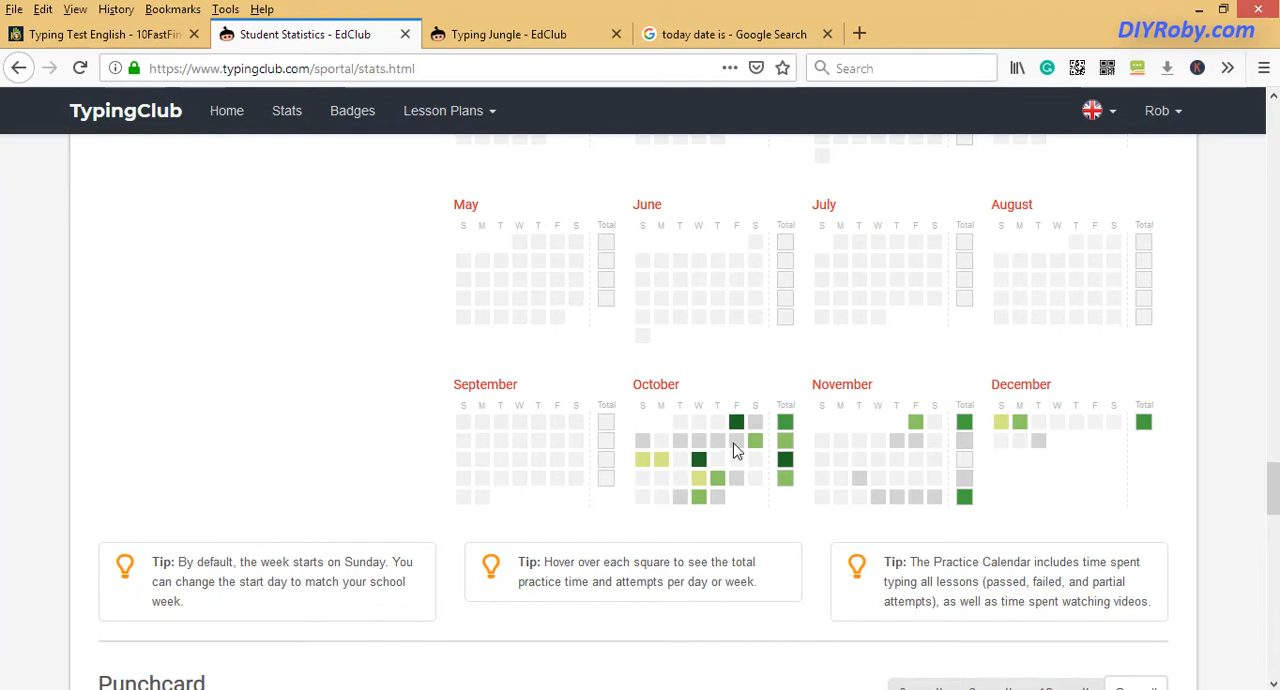 File Edit View History Bookmarks Tools Help
Typing Test English - 10FastFin
Student Statistics - EdClub
Typing Jungle - EdClub
today date is - Google Search
DIYRoby.com
https://www.typingclub.com/sportal/stats.html
Search
TypingClub Home Stats Badges Lesson Plans Rob
May June July August
S M T W T F S Total S M T W T F S Total S M T W T F S Total S M T W T F S Total
September October November December
S M T W T F S Total S M T W T F S Total S M T W T F S Total S M T W T F S Total
Tip: By default, the week starts on Sunday. You
can change the start day to match your school
week.
Tip: Hover over each square to see the total
practice time and attempts per day or week.
Tip: The Practice Calendar includes time spent
typing all lessons (passed, failed, and partial
attempts), as well as time spent watching videos.
Punchcard